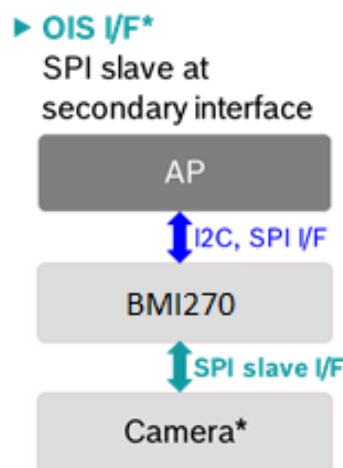 ► OIS I/F*
SPI slave at
secondary interface
AP
I2C, SPI I/F
BMI270
SPI slave I/F
Camera*